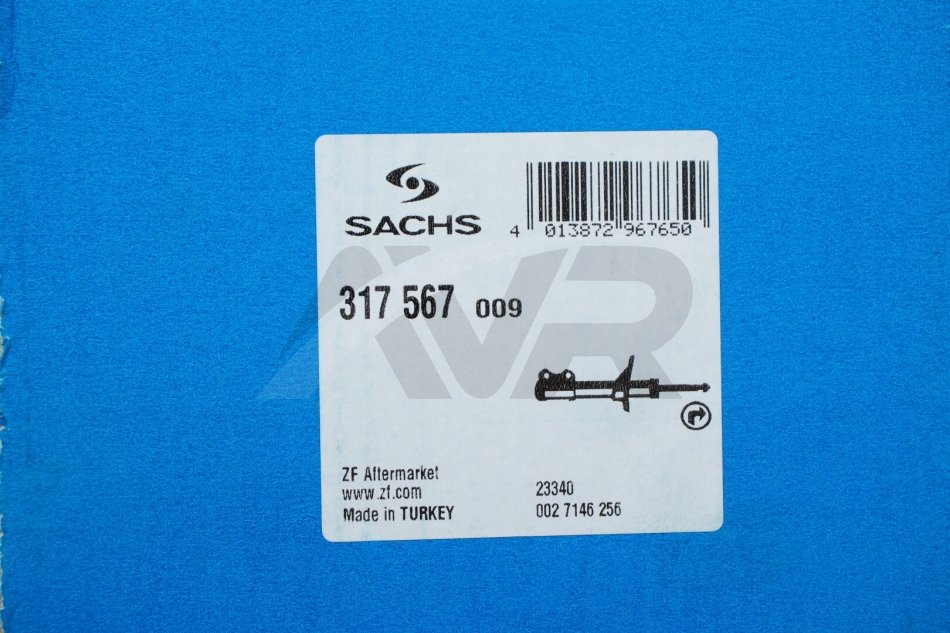 SACHS
4 013872 967650
317 567 009
AVR
ZF Aftermarket
www.zf.com
Made in TURKEY
23340
002 7146 256